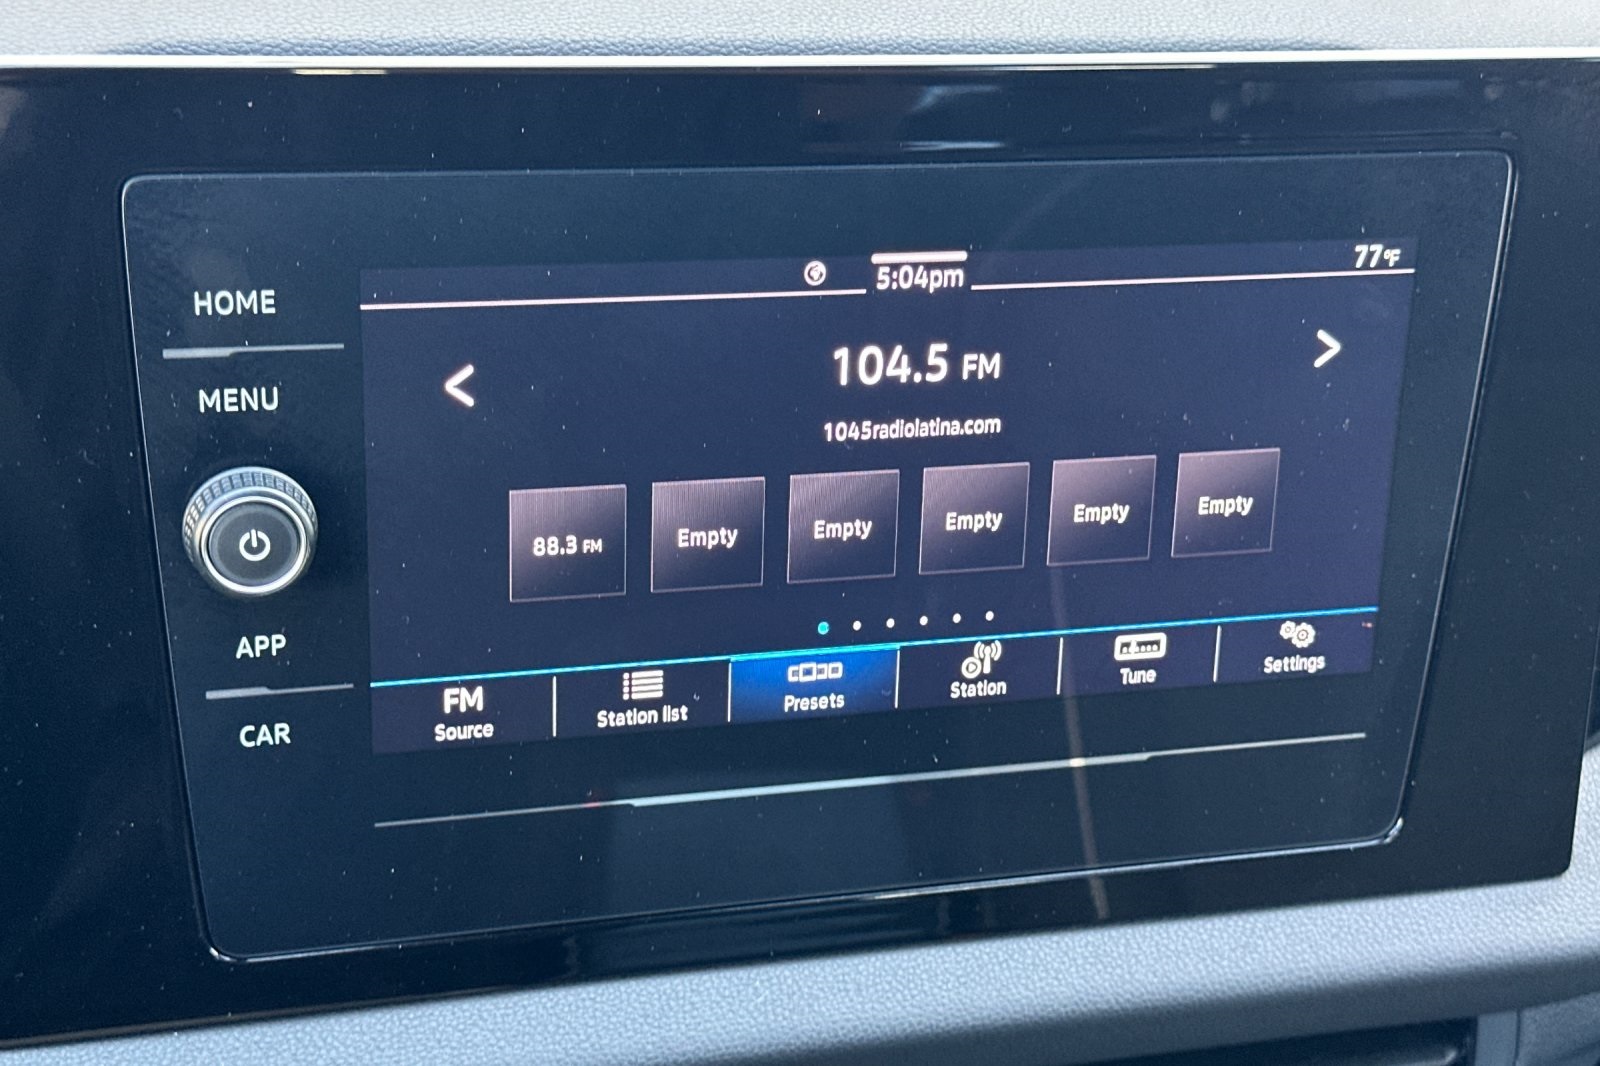 HOME
MENU
APP
CAR
5:04pm
77°F
104.5 FM
1045radiolatina.com
88.3 FM
Empty
Empty
Empty
Empty
Empty
FM
Source
Station list
Presets
Station
Tune
Settings